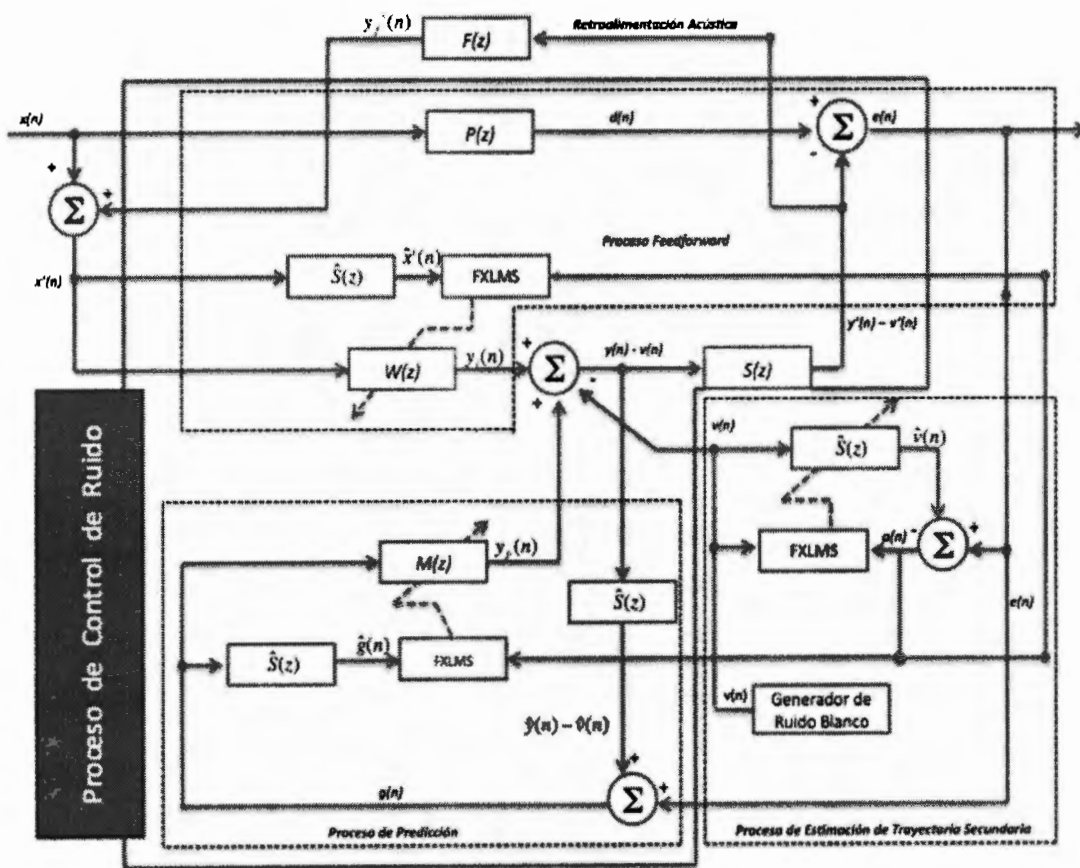 y_f(n)
F(z)
Retroalimentación Acústica
x(n)
P(z)
d(n)
+
-
Σ
e(n)
+
+
Σ
Proceso Feedforward
x'(n)
Ŝ(z)
x̂'(n)
FXLMS
y'(n) – v'(n)
W(z)
+
+
-
Σ
y(n) - v(n)
S(z)
v(n)
Ŝ(z)
v̂(n)
Proceso de Control de Ruido
M(z)
FXLMS
a(n)
-
+
Σ
Ŝ(z)
e(n)
Ŝ(z)
ĝ(n)
FXLMS
v(n)
Generador de
Ruido Blanco
ŷ(n) – v̂(n)
+
+
Σ
g(n)
Proceso de Predicción
Proceso de Estimación de Trayectoria Secundaria